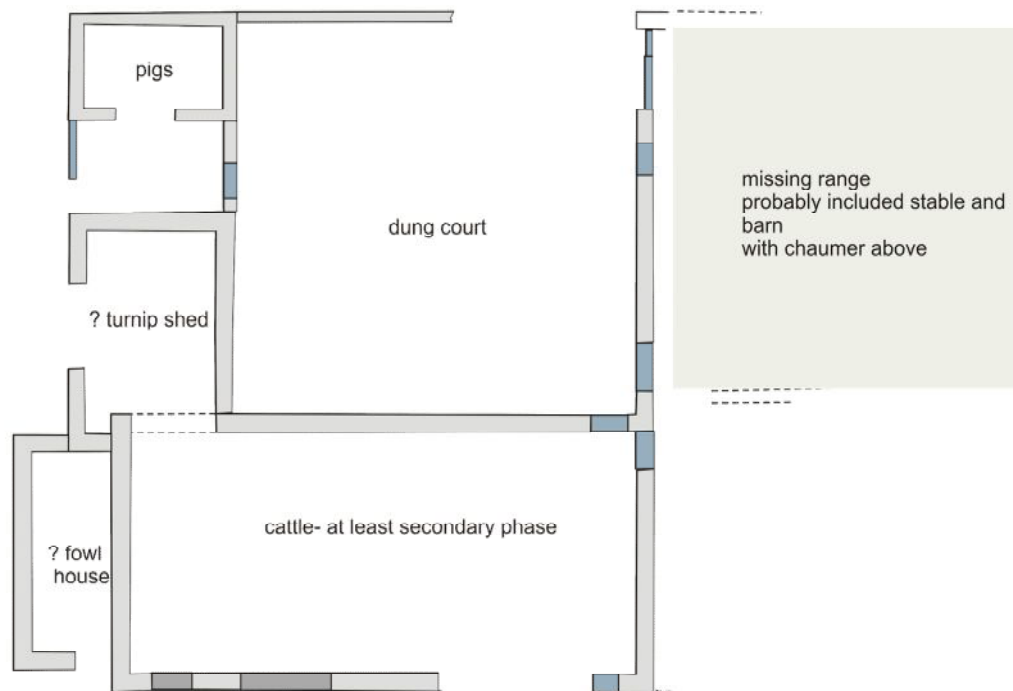 pigs
dung court
missing range
probably included stable and
barn
with chaumer above
? turnip shed
cattle- at least secondary phase
? fowl
house